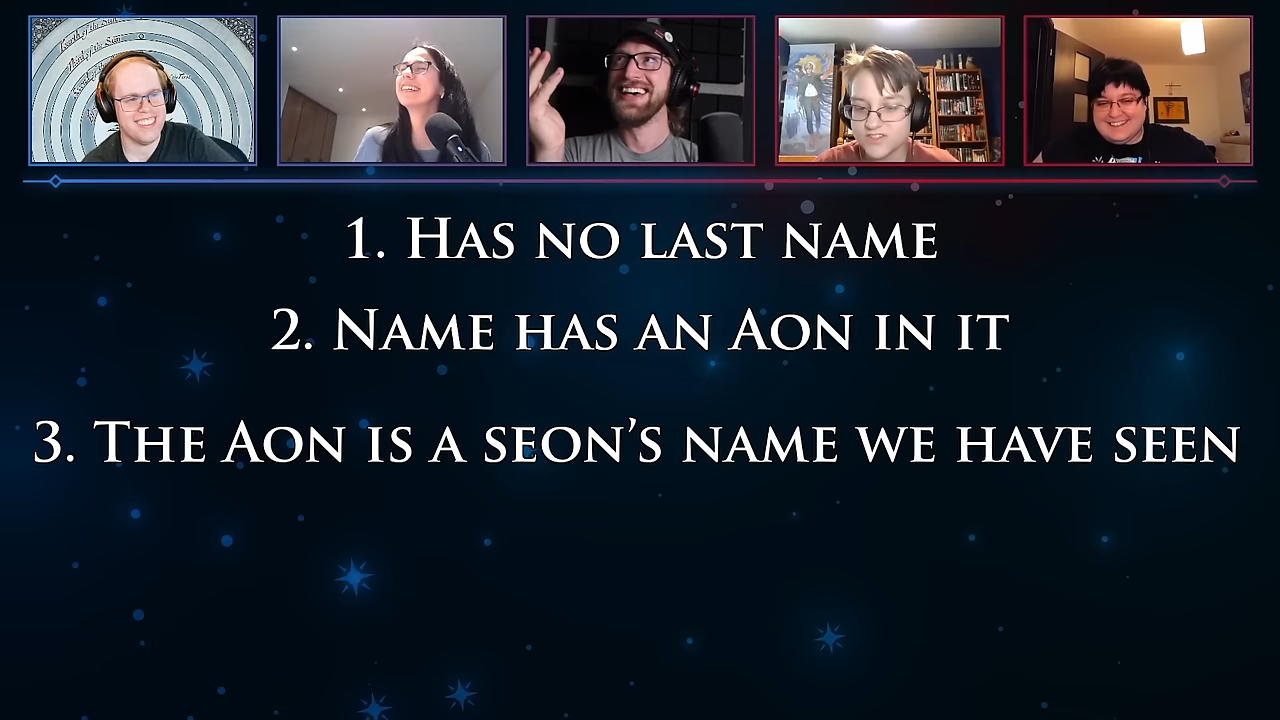 1. Has no last name
2. Name has an Aon in it
3. The Aon is a seon's name we have seen